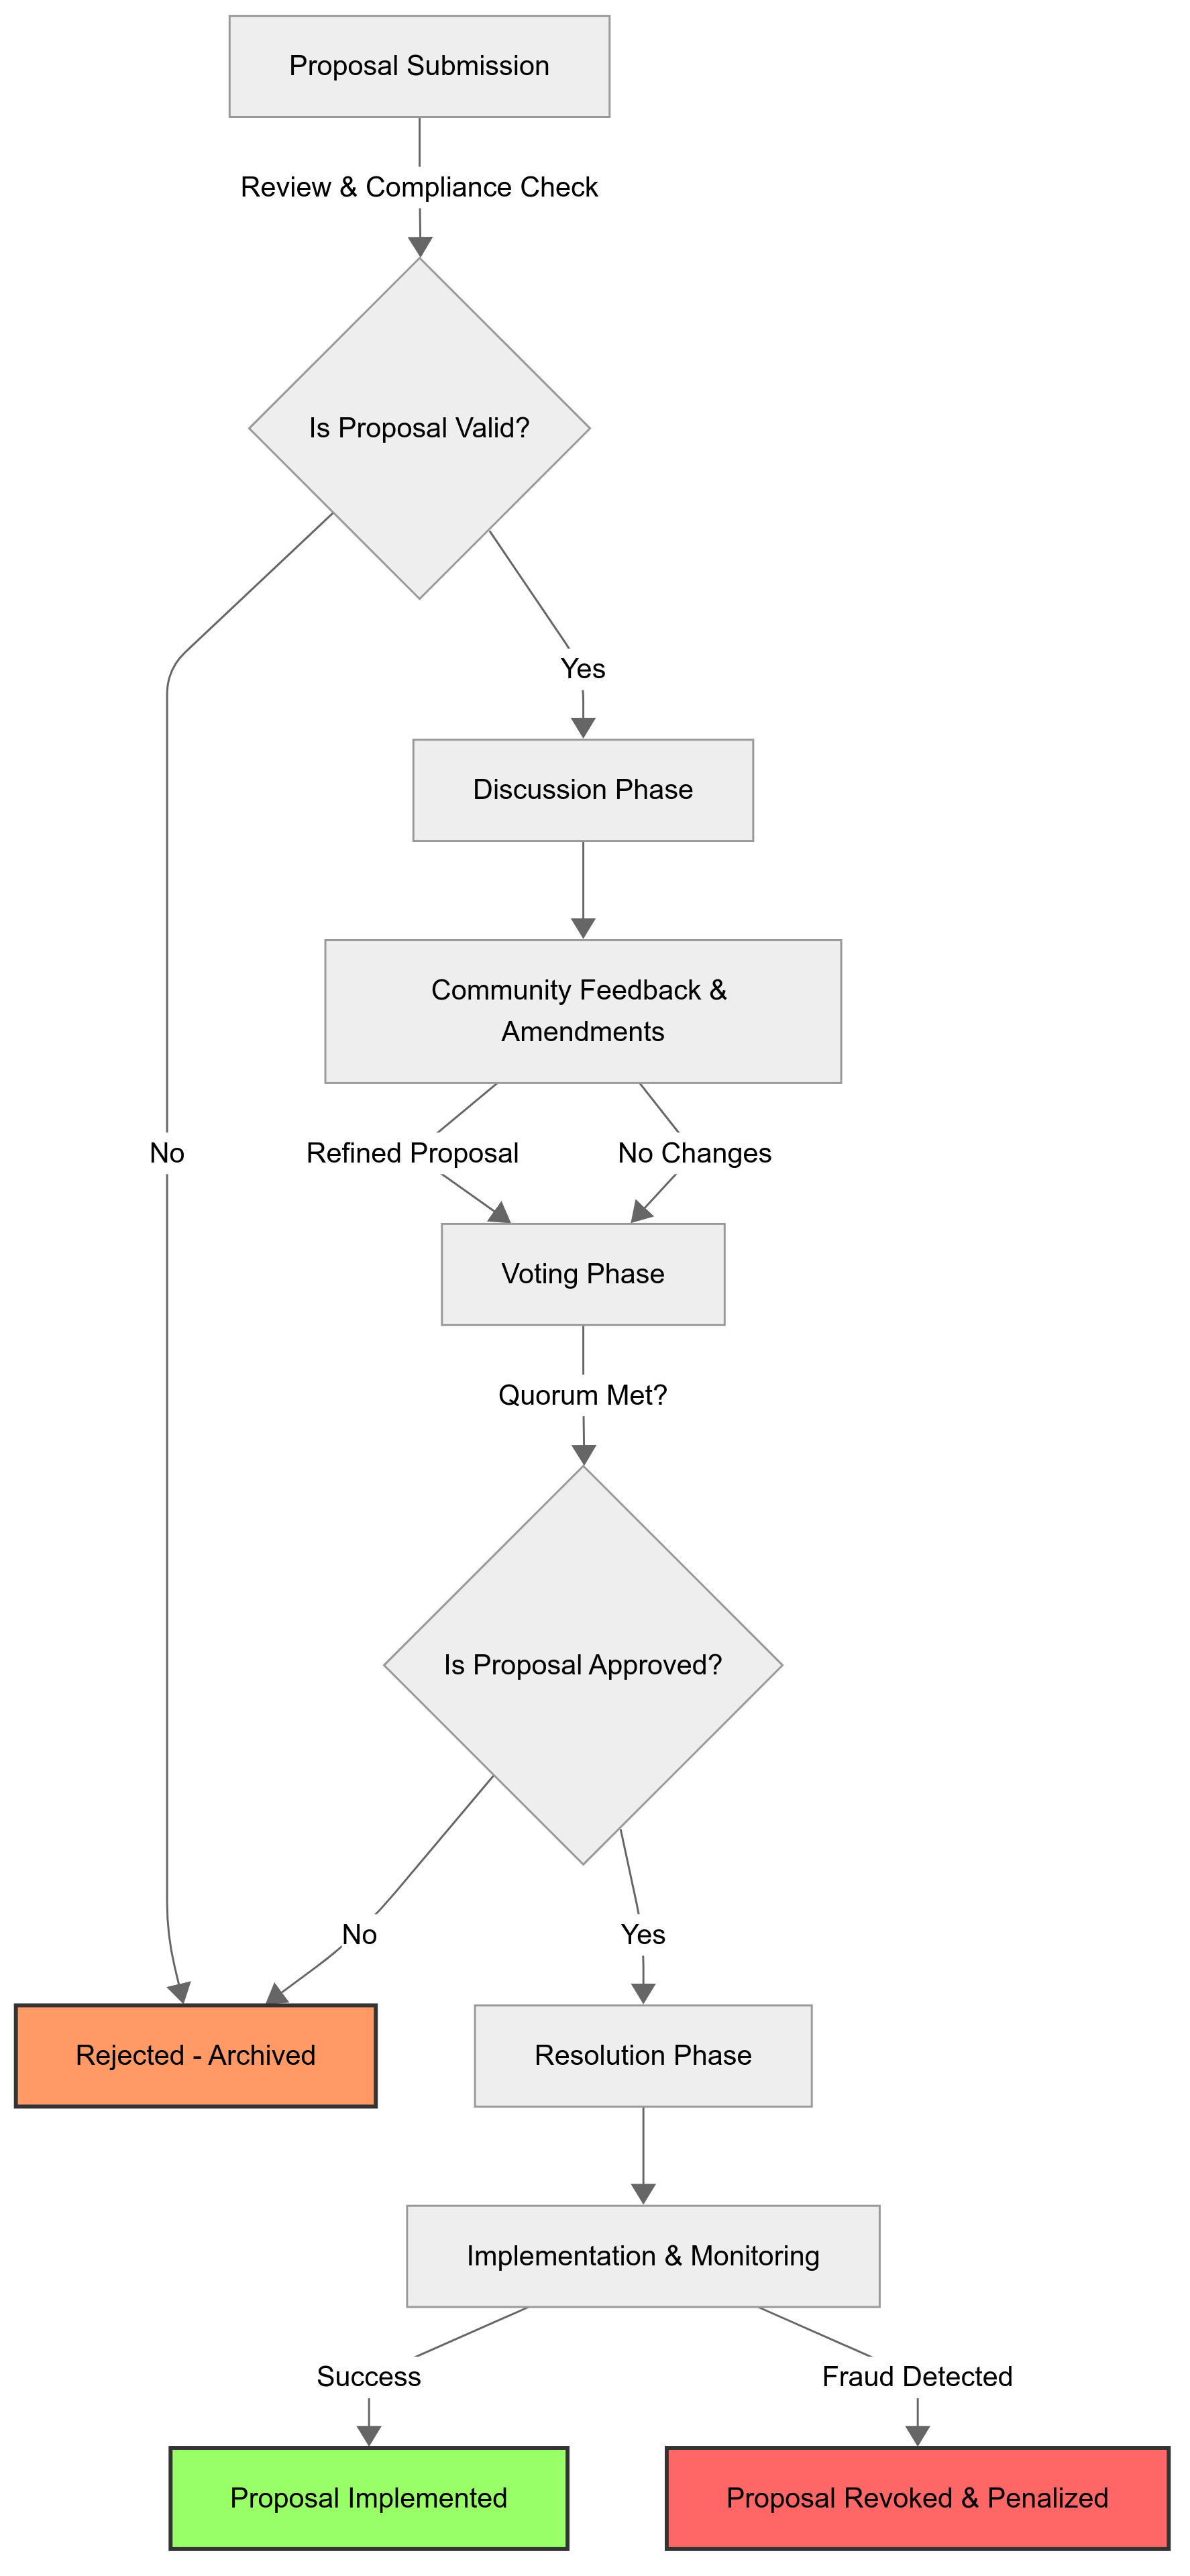 Proposal Submission
Review & Compliance Check
Is Proposal Valid?
Yes
Discussion Phase
Community Feedback &
Amendments
No
Refined Proposal
No Changes
Voting Phase
Quorum Met?
Is Proposal Approved?
No
Yes
Rejected - Archived
Resolution Phase
Implementation & Monitoring
Success
Fraud Detected
Proposal Implemented
Proposal Revoked & Penalized